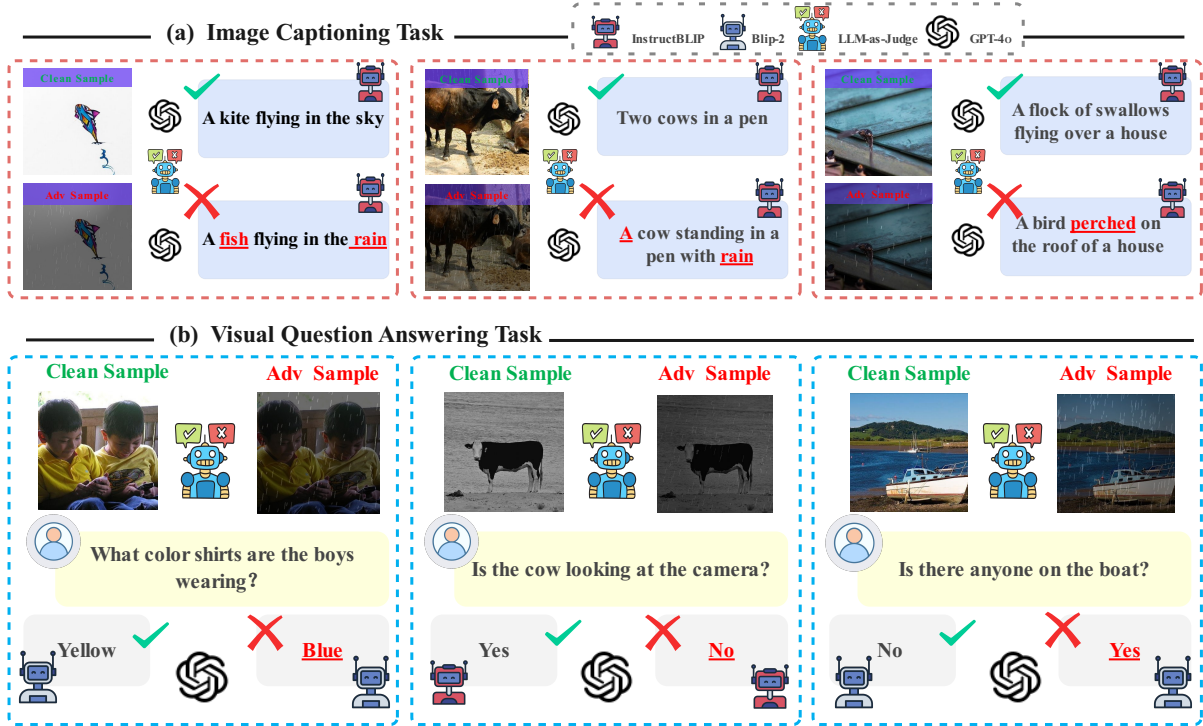 (a) Image Captioning Task
InstructBLIP
Blip-2
LLM-as-Judge
GPT-4o
Clean Sample
A kite flying in the sky
Adv Sample
A fish flying in the rain
Clean Sample
Two cows in a pen
Adv Sample
A cow standing in a
pen with rain
Clean Sample
A flock of swallows
flying over a house
Adv Sample
A bird perched on
the roof of a house
(b) Visual Question Answering Task
Clean Sample
Adv Sample
What color shirts are the boys
wearing?
Yellow
Blue
Clean Sample
Adv Sample
Is the cow looking at the camera?
Yes
No
Clean Sample
Adv Sample
Is there anyone on the boat?
No
Yes